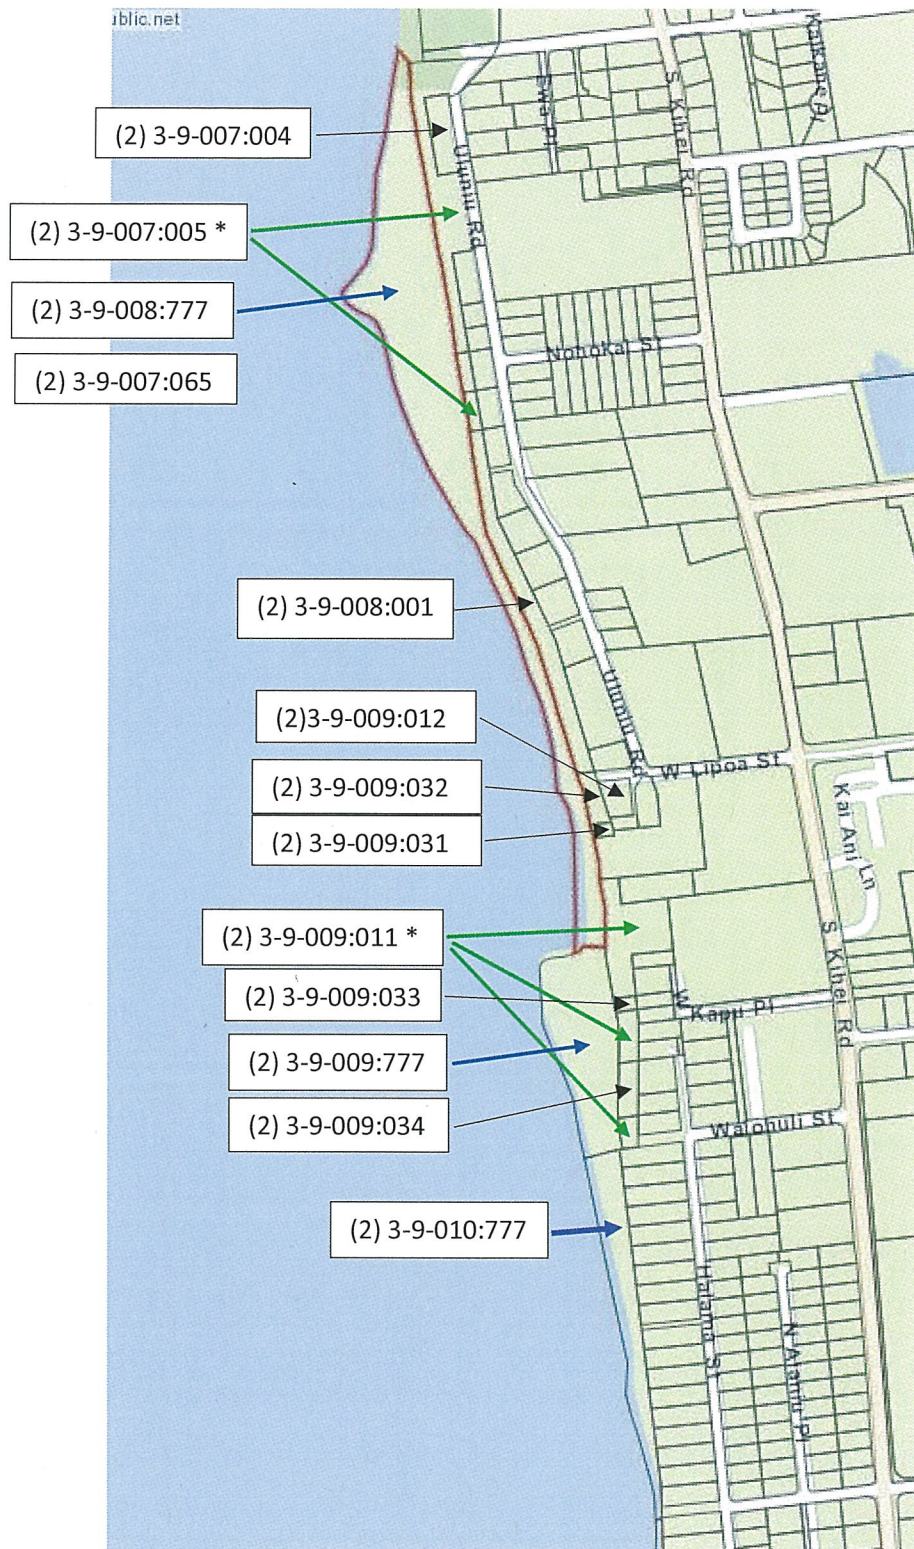 ublic.net
Kaikane Pl
Ewa Pl
S Kihei Rd
(2) 3-9-007:004
Uluniu Rd
(2) 3-9-007:005 *
(2) 3-9-008:777
Nohokai St
(2) 3-9-007:065
(2) 3-9-008:001
Uluniu Rd
(2)3-9-009:012
W Lipoa St
(2) 3-9-009:032
Kai Ani Ln
(2) 3-9-009:031
(2) 3-9-009:011 *
S Kihei Rd
(2) 3-9-009:033
W Kapu Pl
(2) 3-9-009:777
(2) 3-9-009:034
Waiohuli St
(2) 3-9-010:777
Halama St
N Alaniu Pl